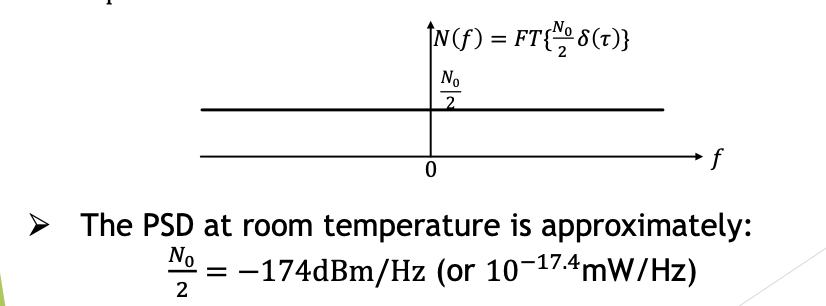 N(f) = FT{N₀/2 δ(τ)}
N₀/2
f
0
➢ The PSD at room temperature is approximately:
N₀/2 = −174dBm/Hz (or 10^−17.4mW/Hz)